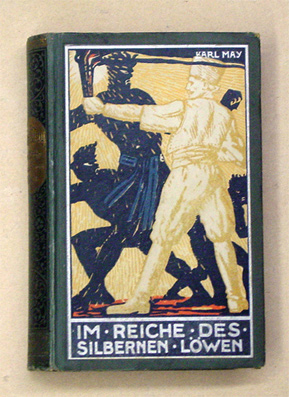 KARL MAY
·IM·REICHE·DES·
SILBERNEN·LÖWEN